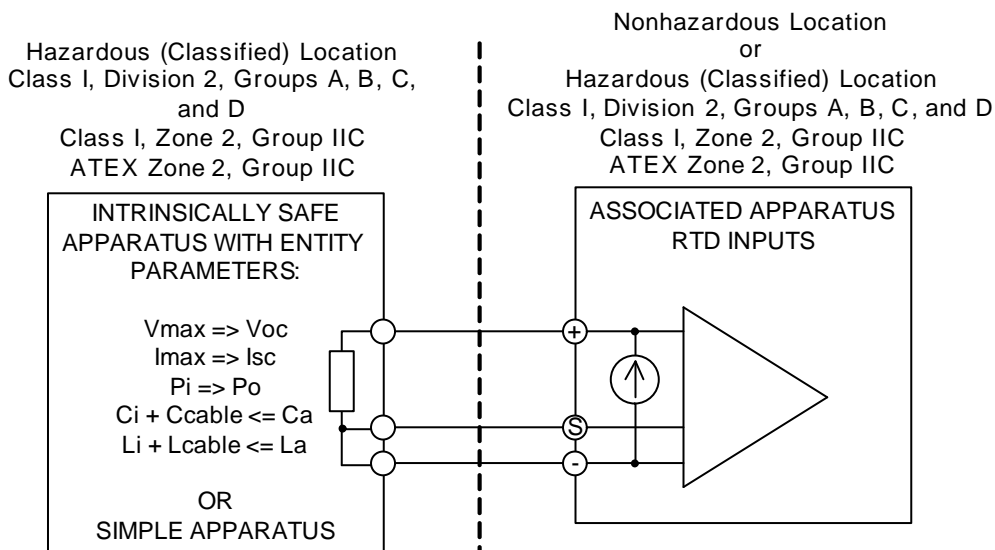 Hazardous (Classified) Location
Class I, Division 2, Groups A, B, C,
and D
Class I, Zone 2, Group IIC
ATEX Zone 2, Group IIC
INTRINSICALLY SAFE
APPARATUS WITH ENTITY
PARAMETERS:
Vmax => Voc
Imax => Isc
Pi => Po
Ci + Ccable <= Ca
Li + Lcable <= La
OR
SIMPLE APPARATUS
Nonhazardous Location
or
Hazardous (Classified) Location
Class I, Division 2, Groups A, B, C, and D
Class I, Zone 2, Group IIC
ATEX Zone 2, Group IIC
ASSOCIATED APPARATUS
RTD INPUTS
+
S
-